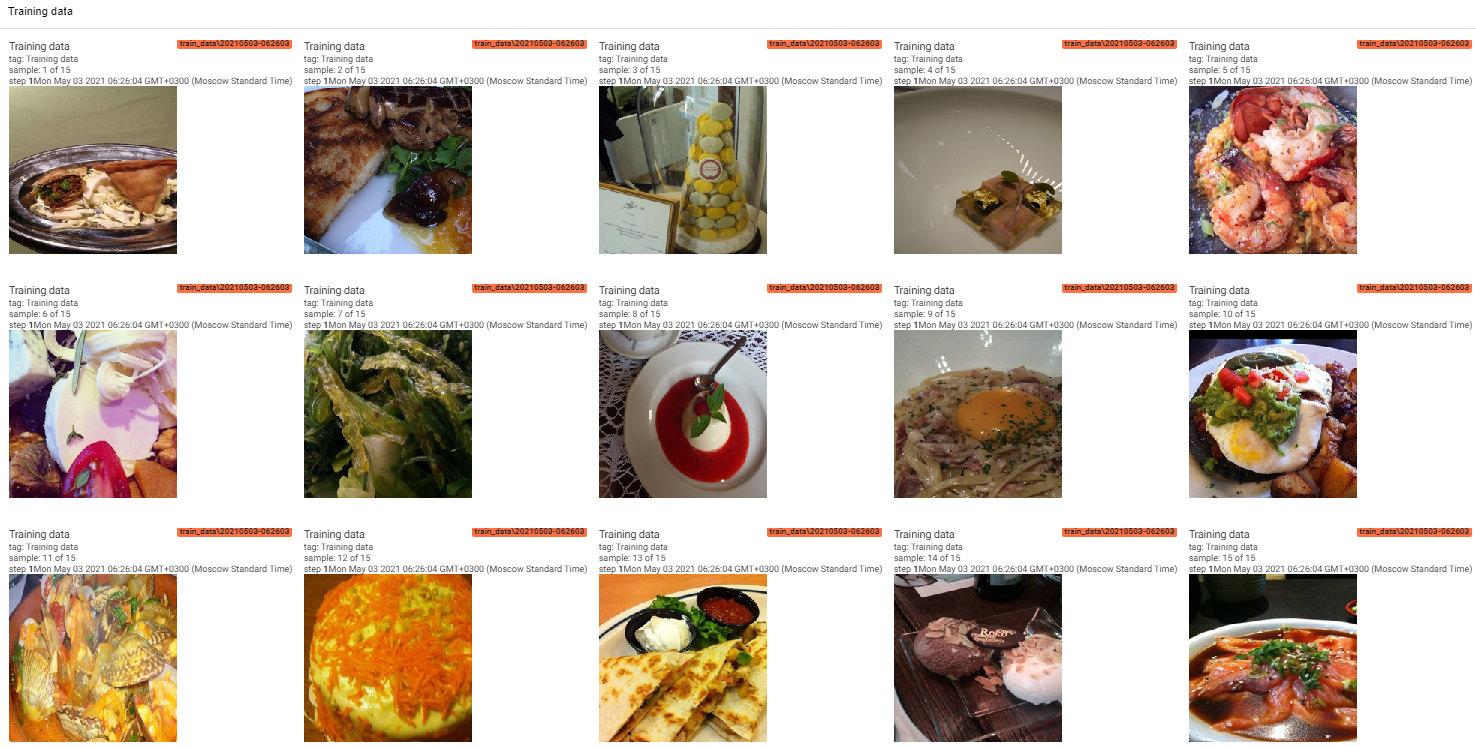 Training data
Training data train_data\20210503-062603
tag: Training data
sample: 1 of 15
step 1Mon May 03 2021 06:26:04 GMT+0300 (Moscow Standard Time)
Training data train_data\20210503-062603
tag: Training data
sample: 2 of 15
step 1Mon May 03 2021 06:26:04 GMT+0300 (Moscow Standard Time)
Training data train_data\20210503-062603
tag: Training data
sample: 3 of 15
step 1Mon May 03 2021 06:26:04 GMT+0300 (Moscow Standard Time)
Training data train_data\20210503-062603
tag: Training data
sample: 4 of 15
step 1Mon May 03 2021 06:26:04 GMT+0300 (Moscow Standard Time)
Training data train_data\20210503-062603
tag: Training data
sample: 5 of 15
step 1Mon May 03 2021 06:26:04 GMT+0300 (Moscow Standard Time)
Training data train_data\20210503-062603
tag: Training data
sample: 6 of 15
step 1Mon May 03 2021 06:26:04 GMT+0300 (Moscow Standard Time)
Training data train_data\20210503-062603
tag: Training data
sample: 7 of 15
step 1Mon May 03 2021 06:26:04 GMT+0300 (Moscow Standard Time)
Training data train_data\20210503-062603
tag: Training data
sample: 8 of 15
step 1Mon May 03 2021 06:26:04 GMT+0300 (Moscow Standard Time)
Training data train_data\20210503-062603
tag: Training data
sample: 9 of 15
step 1Mon May 03 2021 06:26:04 GMT+0300 (Moscow Standard Time)
Training data train_data\20210503-062603
tag: Training data
sample: 10 of 15
step 1Mon May 03 2021 06:26:04 GMT+0300 (Moscow Standard Time)
Training data train_data\20210503-062603
tag: Training data
sample: 11 of 15
step 1Mon May 03 2021 06:26:04 GMT+0300 (Moscow Standard Time)
Training data train_data\20210503-062603
tag: Training data
sample: 12 of 15
step 1Mon May 03 2021 06:26:04 GMT+0300 (Moscow Standard Time)
Training data train_data\20210503-062603
tag: Training data
sample: 13 of 15
step 1Mon May 03 2021 06:26:04 GMT+0300 (Moscow Standard Time)
Training data train_data\20210503-062603
tag: Training data
sample: 14 of 15
step 1Mon May 03 2021 06:26:04 GMT+0300 (Moscow Standard Time)
Training data train_data\20210503-062603
tag: Training data
sample: 15 of 15
step 1Mon May 03 2021 06:26:04 GMT+0300 (Moscow Standard Time)